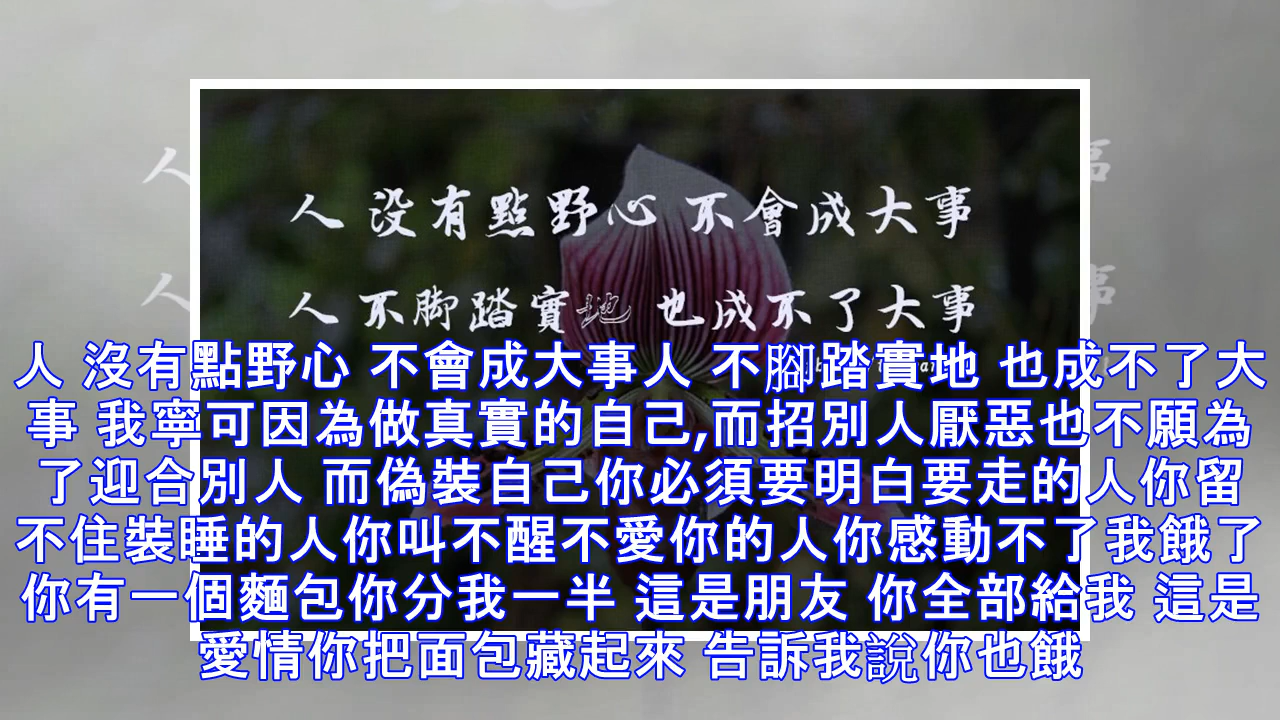 人 没有點野心 不會成大事
人 不脚踏實地 也成不了大事
人 沒有點野心 不會成大事人 不腳踏實地 也成不了大
事 我寧可因為做真實的自己,而招別人厭惡也不願為
了迎合別人 而偽裝自己你必須要明白要走的人你留
不住裝睡的人你叫不醒不愛你的人你感動不了我餓了
你有一個麵包你分我一半 這是朋友 你全部給我 這是
愛情你把面包藏起來 告訴我說你也餓